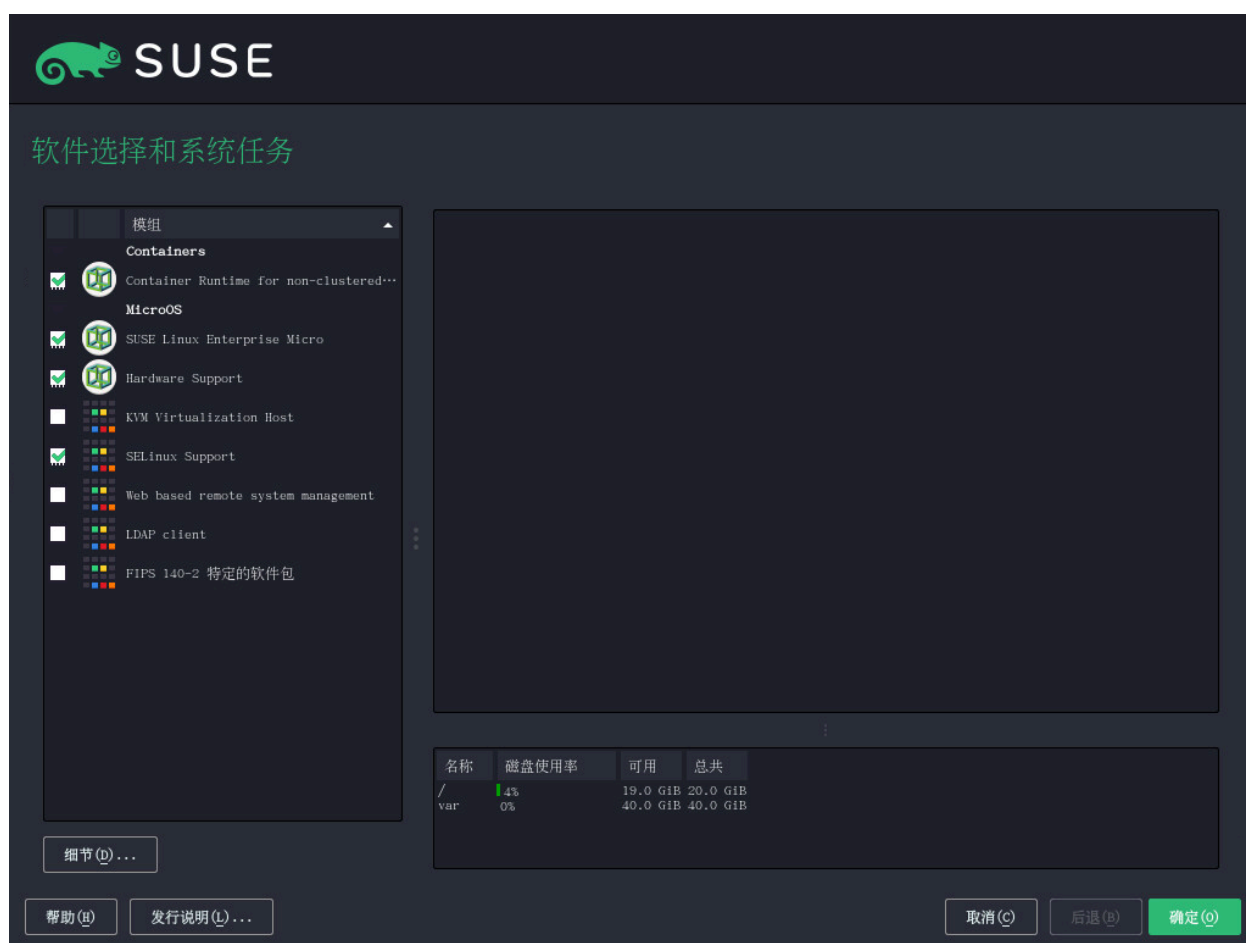 SUSE
软件选择和系统任务
模组
Containers
Container Runtime for non-clustered…
MicroOS
SUSE Linux Enterprise Micro
Hardware Support
KVM Virtualization Host
SELinux Support
Web based remote system management
LDAP client
FIPS 140-2 特定的软件包
名称 磁盘使用率 可用 总共
/ 4% 19.0 GiB 20.0 GiB
var 0% 40.0 GiB 40.0 GiB
细节(D)...
帮助(H) 发行说明(L)... 取消(C) 后退(B) 确定(O)